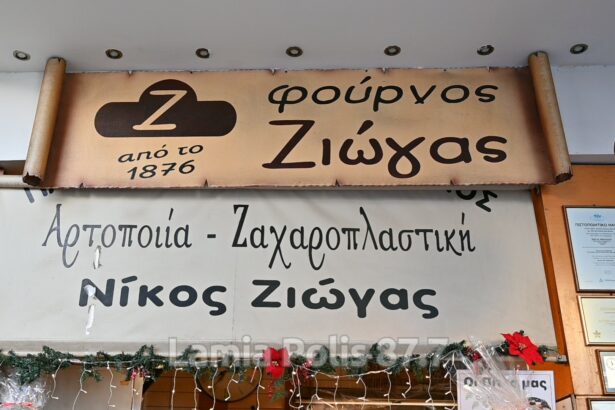 Ζ
από το
1876
φούρνος
Ζιώγας
Αρτοποιία - Ζαχαροπλαστική
Νίκος Ζιώγας
Lamia Polis 87.7